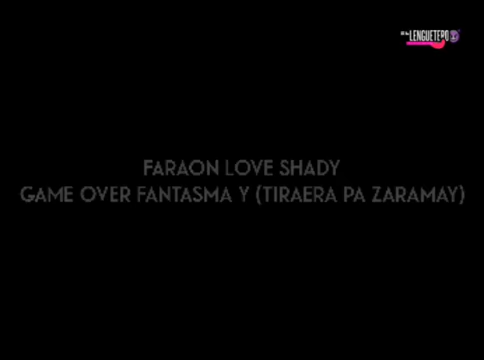 LENGUETEPO
FARAON LOVE SHADY
GAME OVER FANTASMA Y (TIRAERA PA ZARAMAY)